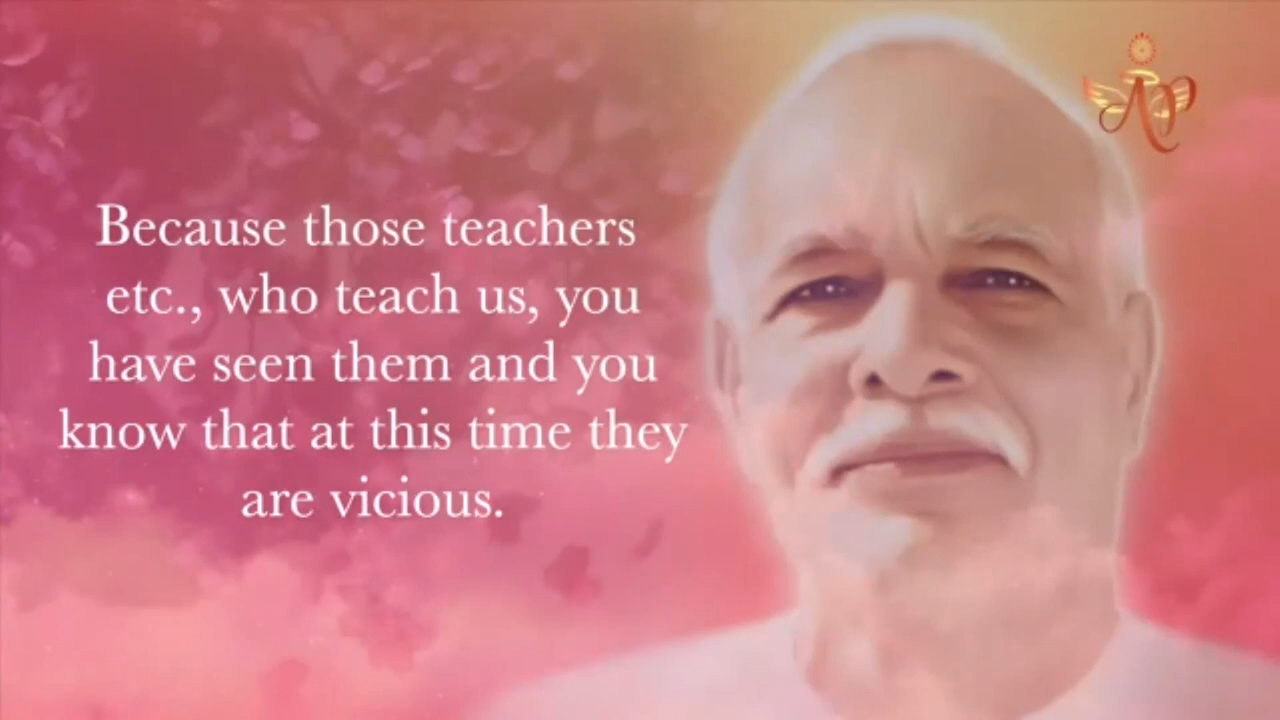 Because those teachers
etc., who teach us, you
have seen them and you
know that at this time they
are vicious.
AP